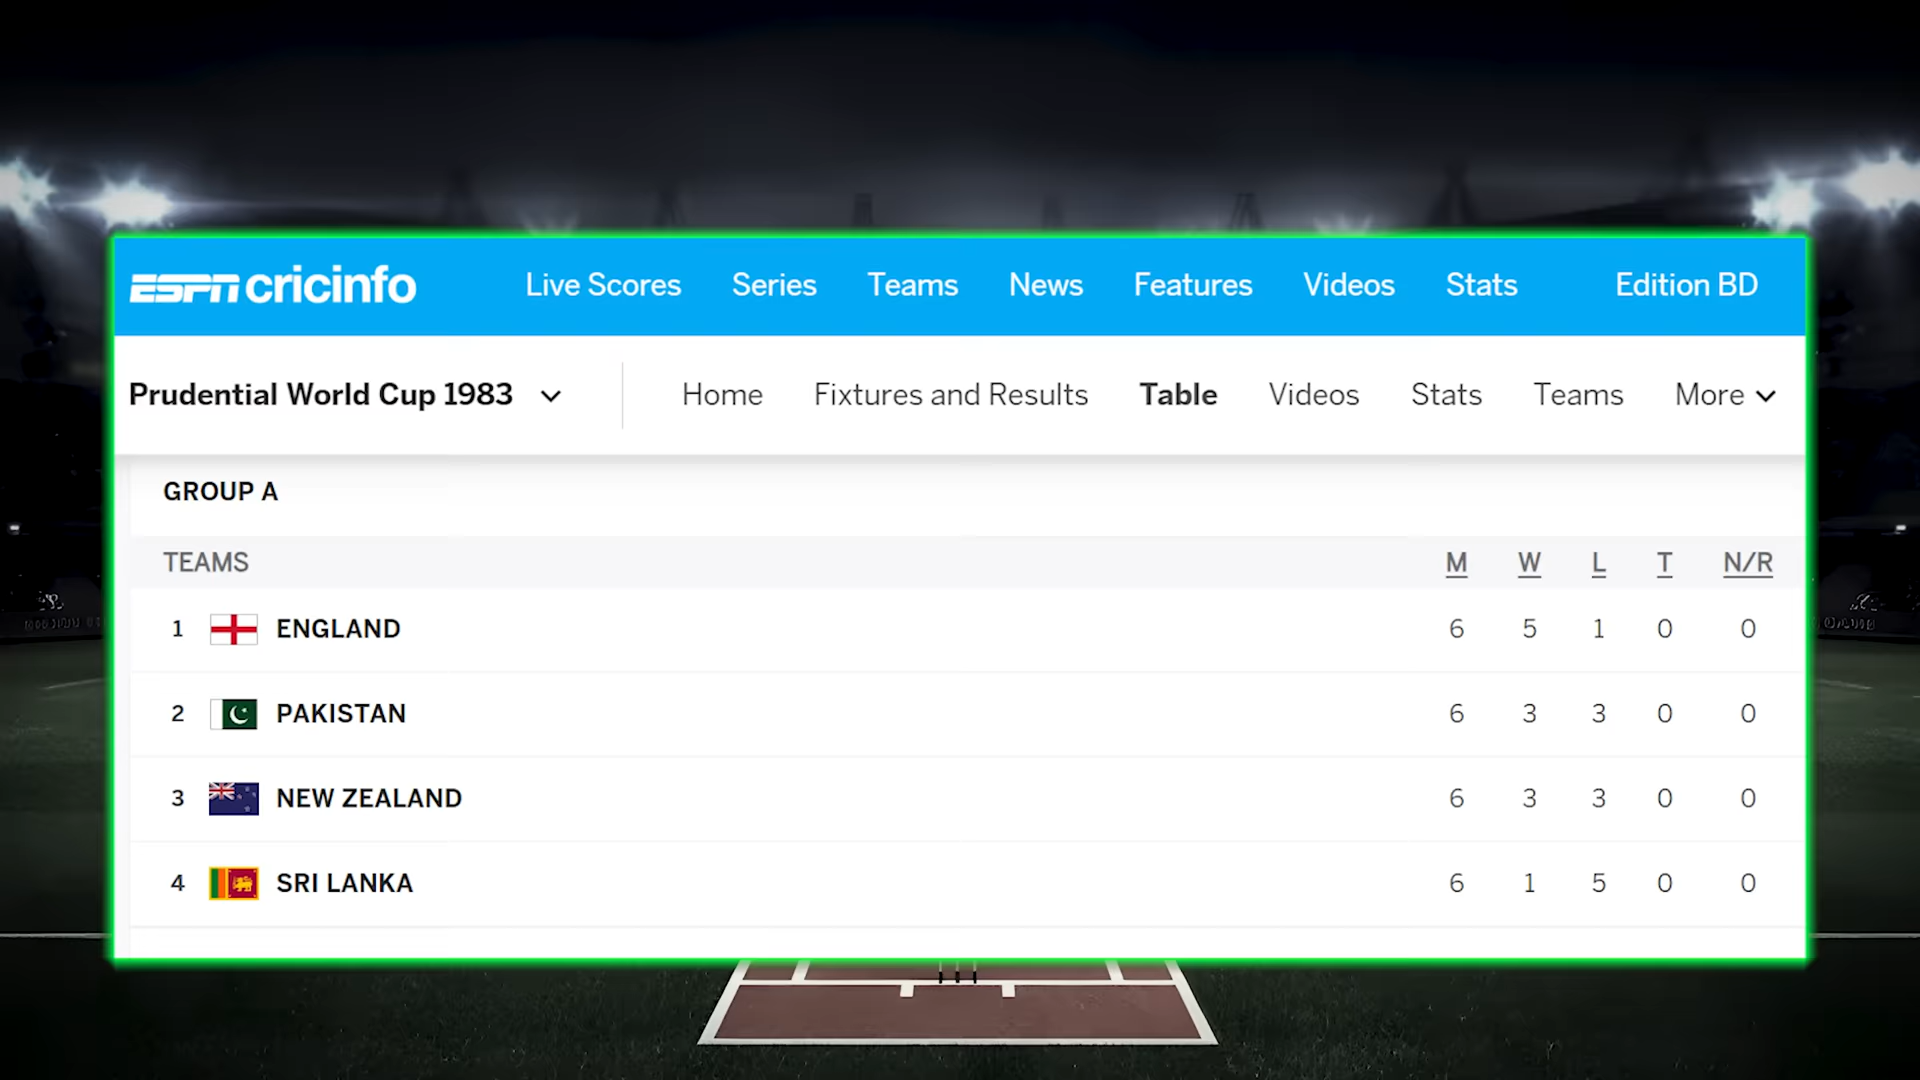 ESPN cricinfo Live Scores Series Teams News Features Videos Stats Edition BD
Prudential World Cup 1983 Home Fixtures and Results Table Videos Stats Teams More
GROUP A
TEAMS M W L T N/R
1 ENGLAND 6 5 1 0 0
2 PAKISTAN 6 3 3 0 0
3 NEW ZEALAND 6 3 3 0 0
4 SRI LANKA 6 1 5 0 0